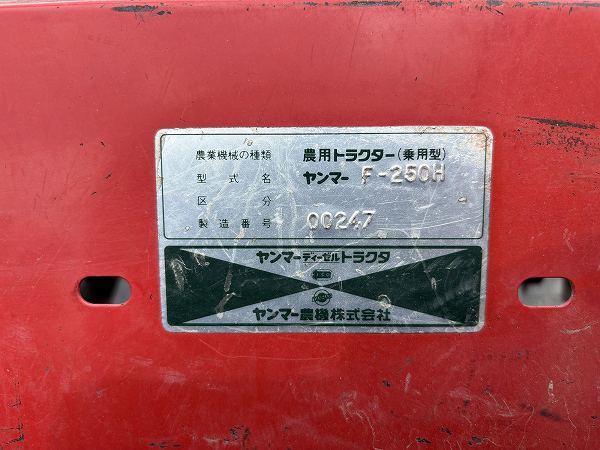 農業機械の種類 農用トラクター(乗用型)
型式名 ヤンマー F-250H
区分
製造番号 00247
ヤンマーディーゼルトラクタ
ヤンマー農機株式会社